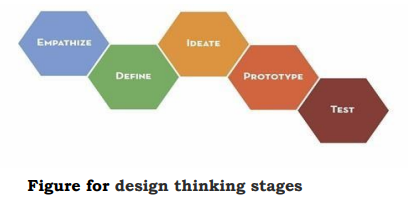 EMPATHIZE
DEFINE
IDEATE
PROTOTYPE
TEST
Figure for design thinking stages